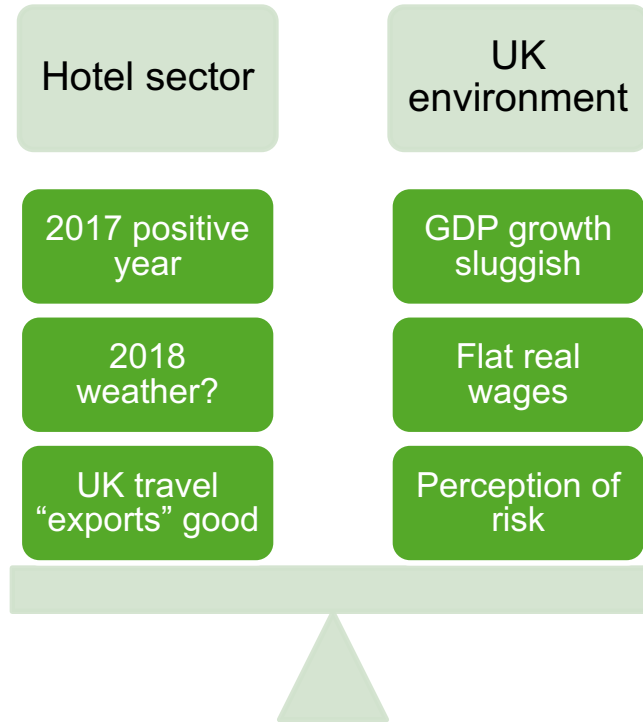 Hotel sector
UK
environment
2017 positive
year
GDP growth
sluggish
2018
weather?
Flat real
wages
UK travel
“exports” good
Perception of
risk